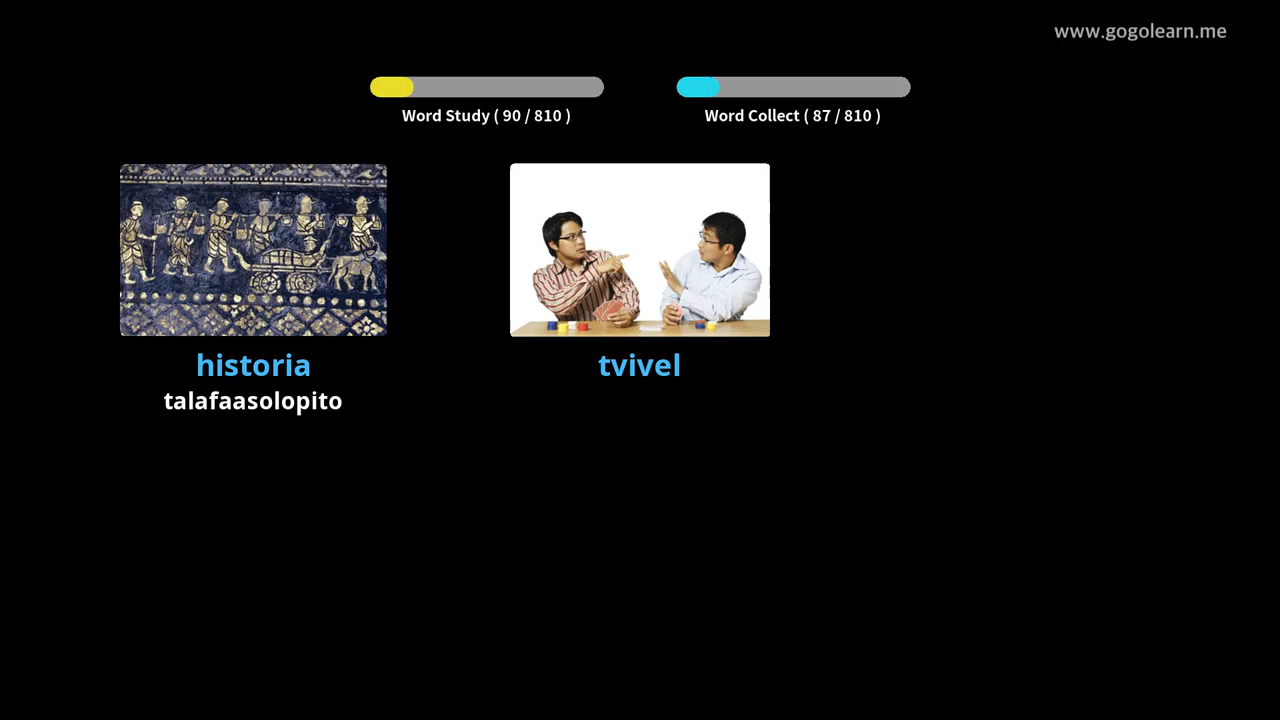 www.gogolearn.me
Word Study ( 90 / 810 )
Word Collect ( 87 / 810 )
historia
talafaasolopito
tvivel